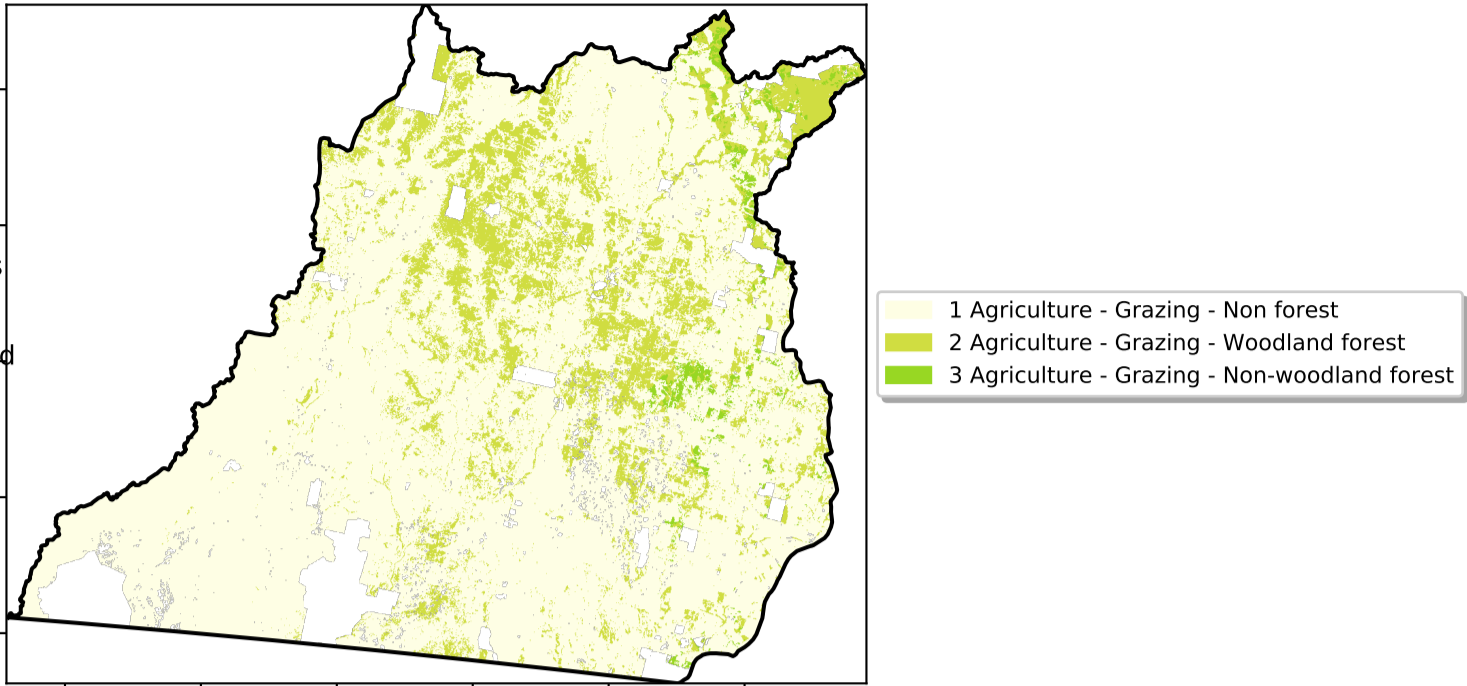 d
1 Agriculture - Grazing - Non forest
2 Agriculture - Grazing - Woodland forest
3 Agriculture - Grazing - Non-woodland forest